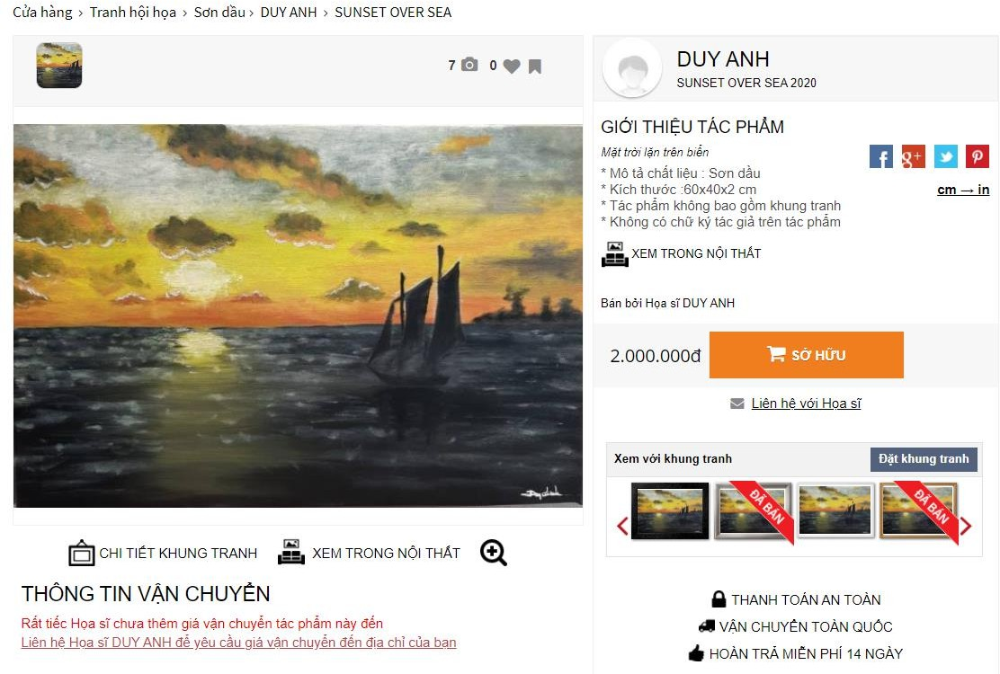 Cửa hàng › Tranh hội họa › Sơn dầu › DUY ANH › SUNSET OVER SEA
7 0
DUY ANH
SUNSET OVER SEA 2020
GIỚI THIỆU TÁC PHẨM
Mặt trời lặn trên biển
* Mô tả chất liệu : Sơn dầu
* Kích thước :60x40x2 cm
* Tác phẩm không bao gồm khung tranh
* Không có chữ ký tác giả trên tác phẩm
f g+
cm → in
XEM TRONG NỘI THẤT
Bán bởi Họa sĩ DUY ANH
2.000.000đ SỞ HỮU
Liên hệ với Họa sĩ
Xem với khung tranh Đặt khung tranh
ĐÃ BÁN ĐÃ BÁN
CHI TIẾT KHUNG TRANH XEM TRONG NỘI THẤT
THÔNG TIN VẬN CHUYỂN
Rất tiếc Họa sĩ chưa thêm giá vận chuyển tác phẩm này đến
Liên hệ Họa sĩ DUY ANH để yêu cầu giá vận chuyển đến địa chỉ của bạn
THANH TOÁN AN TOÀN
VẬN CHUYỂN TOÀN QUỐC
HOÀN TRẢ MIỄN PHÍ 14 NGÀY